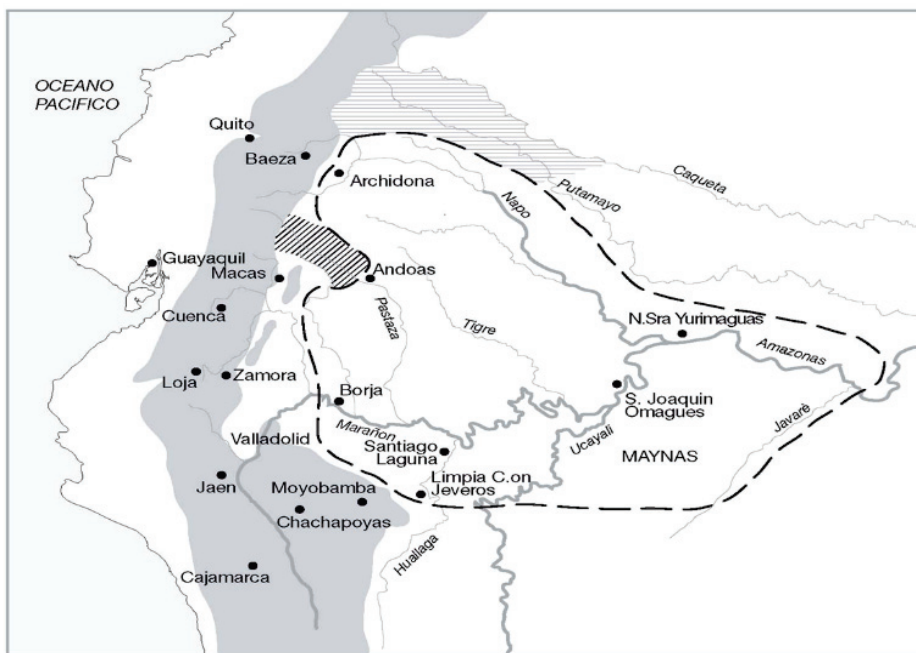 OCEANO
PACIFICO
Quito
Baeza
Archidona
Caqueta
Putamayo
Napo
Guayaquil
Macas
Andoas
Cuenca
Pastaza
Tigre
N.Sra Yurimaguas
Amazonas
Loja
Zamora
Borja
S. Joaquin
Omagues
Javarè
Marañon
Ucayali
Valladolid
Santiago
Laguna
MAYNAS
Jaen
Moyobamba
Limpia C.on
Jeveros
Chachapoyas
Huallaga
Cajamarca